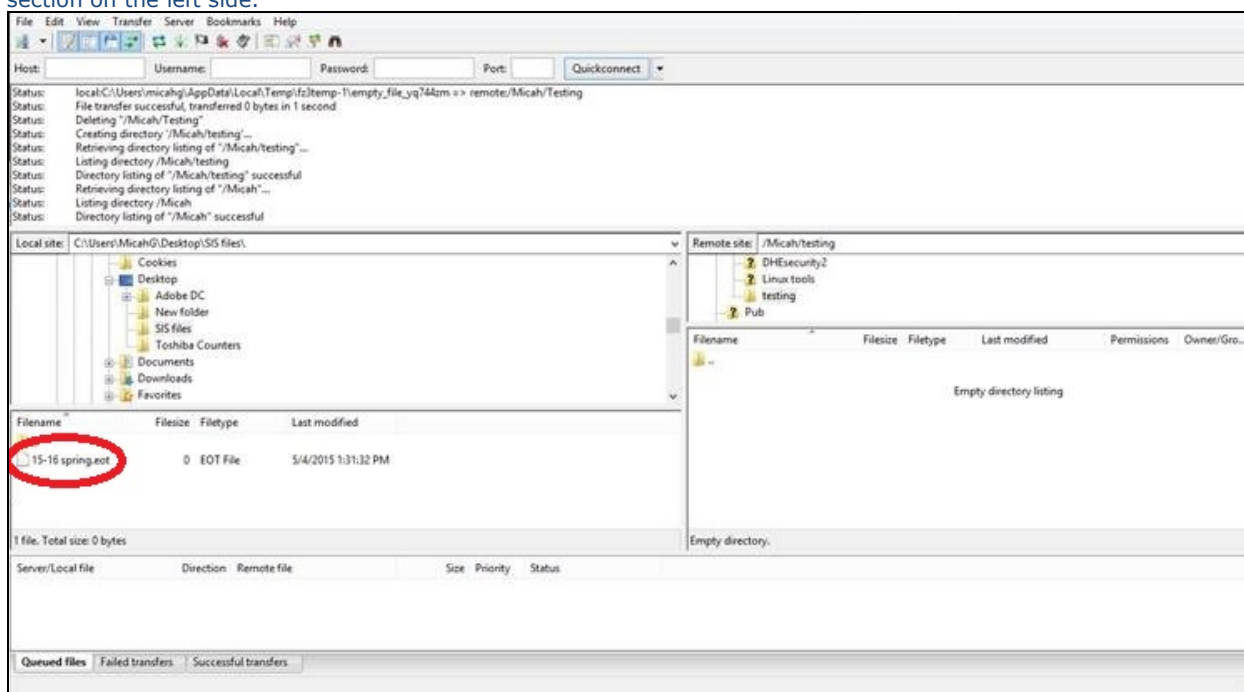 section on the left side.
File Edit View Transfer Server Bookmarks Help
Host: Username: Password: Port: Quickconnect
Status: local:C:\Users\micahg\AppData\Local\Temp\fz3temp-1\empty_file_yq744zm => remote:/Micah/Testing
Status: File transfer successful, transferred 0 bytes in 1 second
Status: Deleting "/Micah/Testing"
Status: Creating directory '/Micah/testing'...
Status: Retrieving directory listing of "/Micah/testing"...
Status: Listing directory /Micah/testing
Status: Directory listing of "/Micah/testing" successful
Status: Retrieving directory listing of "/Micah"...
Status: Listing directory /Micah
Status: Directory listing of "/Micah" successful
Local site: C:\Users\MicahG\Desktop\SIS files\
Cookies
Desktop
Adobe DC
New folder
SIS files
Toshiba Counters
Documents
Downloads
Favorites
Remote site: /Micah/testing
DHEsecurity2
Linux tools
testing
Pub
Filename Filesize Filetype Last modified
15-16 spring.eot 0 EOT File 5/4/2015 1:31:32 PM
1 file. Total size: 0 bytes
Filename Filesize Filetype Last modified Permissions Owner/Gro...
..
Empty directory listing
Empty directory.
Server/Local file Direction Remote file Size Priority Status
Queued files Failed transfers Successful transfers